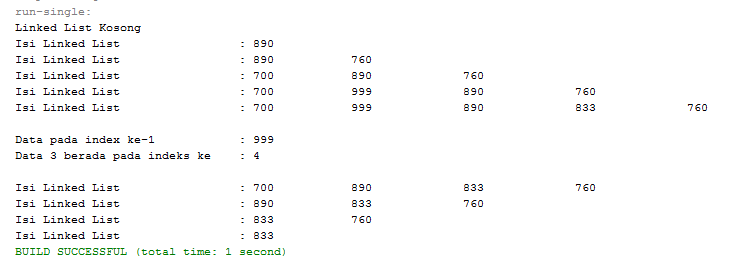 run-single:
Linked List Kosong
Isi Linked List : 890
Isi Linked List : 890 760
Isi Linked List : 700 890 760
Isi Linked List : 700 999 890 760
Isi Linked List : 700 999 890 833 760
Data pada index ke-1 : 999
Data 3 berada pada indeks ke : 4
Isi Linked List : 700 890 833 760
Isi Linked List : 890 833 760
Isi Linked List : 833 760
Isi Linked List : 833
BUILD SUCCESSFUL (total time: 1 second)